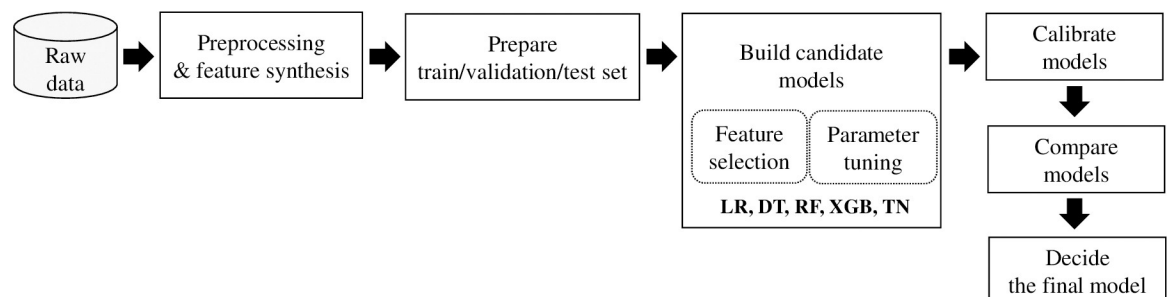 Raw
data
Preprocessing
& feature synthesis
Prepare
train/validation/test set
Build candidate
models
Feature
selection
Parameter
tuning
LR, DT, RF, XGB, TN
Calibrate
models
Compare
models
Decide
the final model